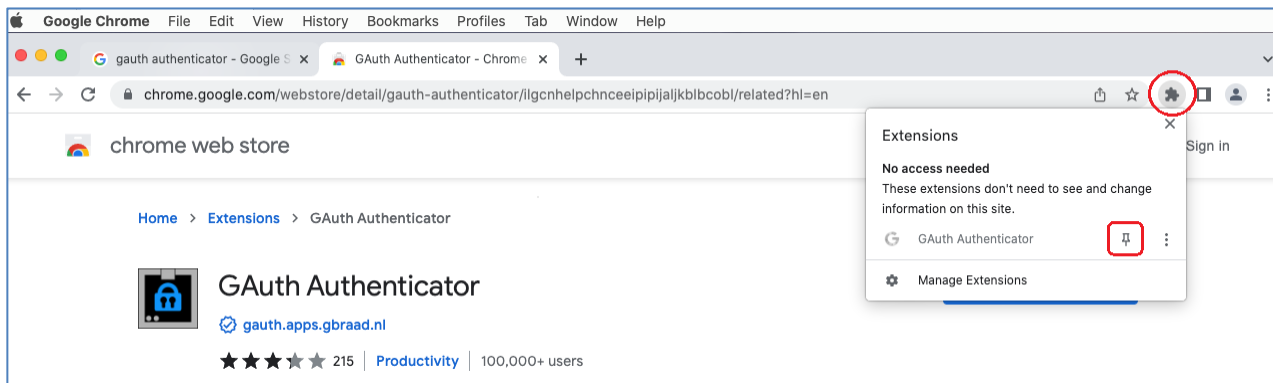 Google Chrome File Edit View History Bookmarks Profiles Tab Window Help
gauth authenticator - Google S
GAuth Authenticator - Chrome
chrome.google.com/webstore/detail/gauth-authenticator/ilgcnhelpchnceeipipijaljkblbcobl/related?hl=en
chrome web store
Sign in
Extensions
No access needed
These extensions don't need to see and change
information on this site.
GAuth Authenticator
Manage Extensions
Home > Extensions > GAuth Authenticator
GAuth Authenticator
gauth.apps.gbraad.nl
215 Productivity 100,000+ users